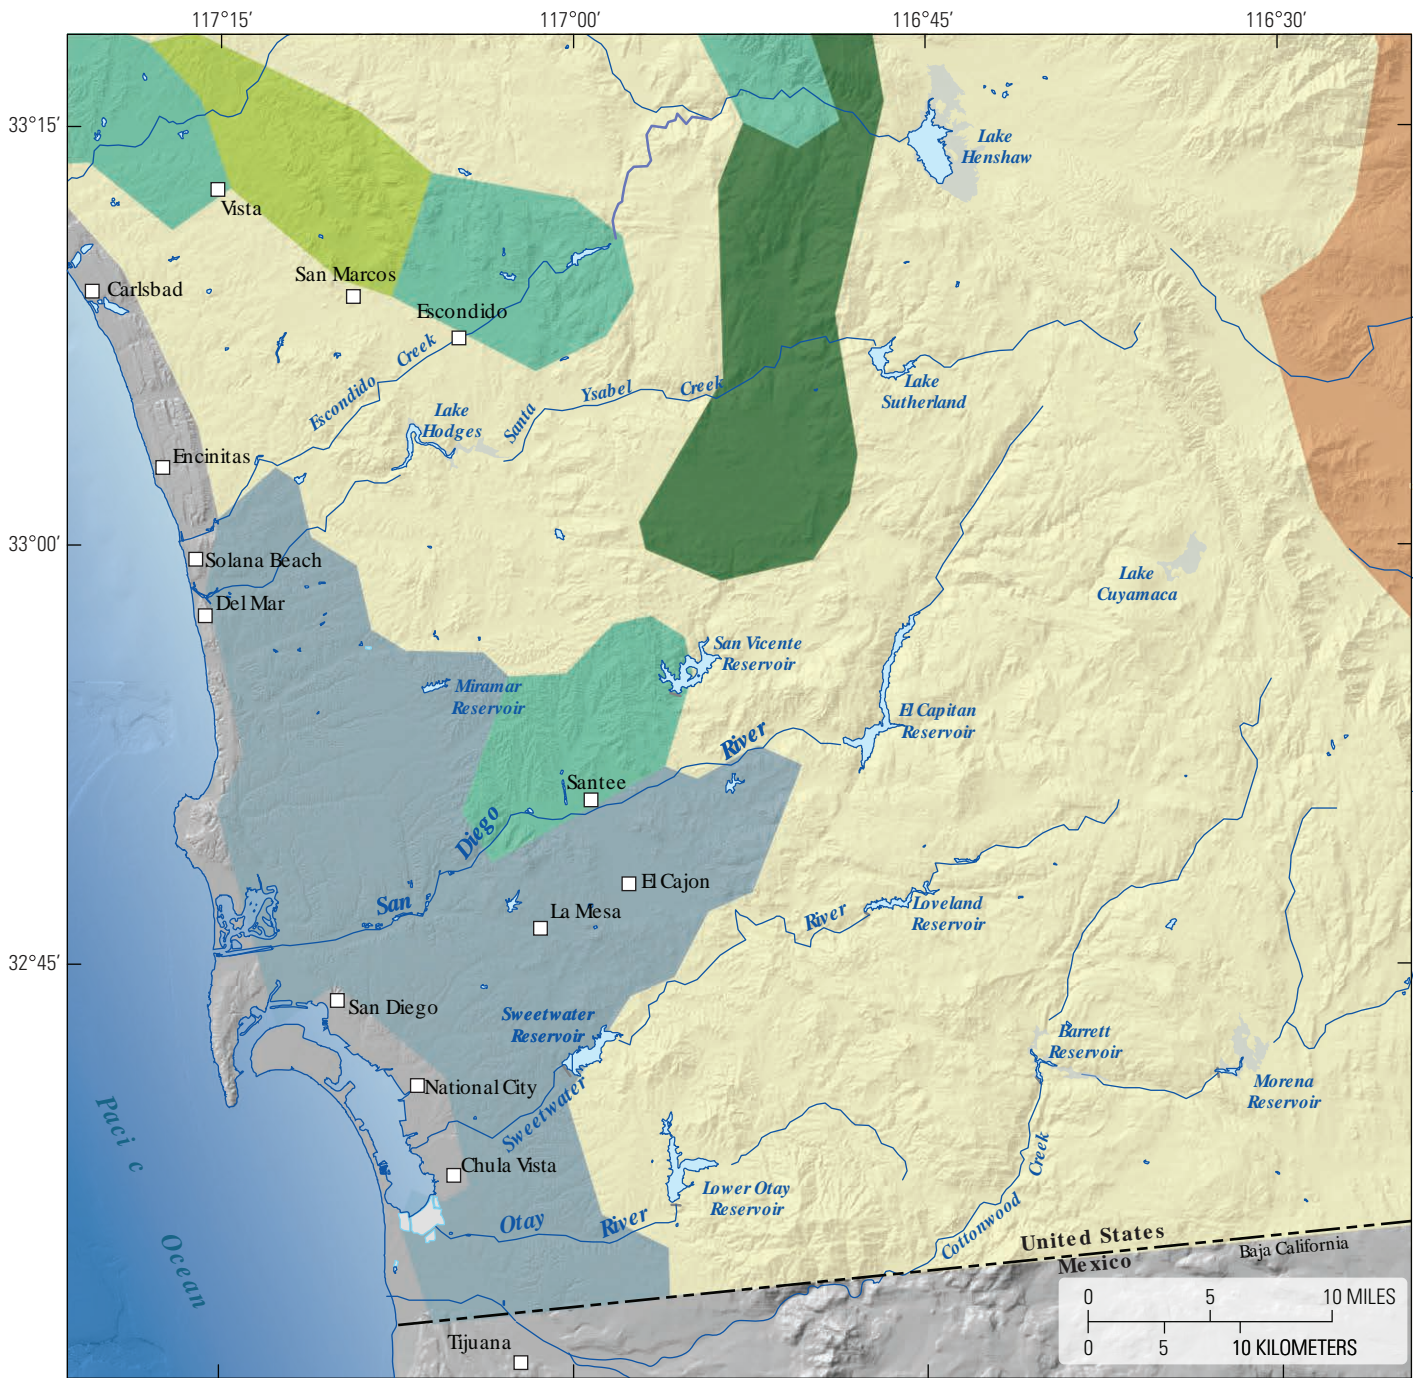 117°15'
117°00'
116°45'
116°30'
33°15'
Lake
Henshaw
Vista
San Marcos
Carlsbad
Escondido
Escondido Creek
Santa Ysabel Creek
Lake
Sutherland
Lake
Hodges
Encinitas
33°00'
Solana Beach
Del Mar
Lake
Cuyamaca
San Vicente
Reservoir
Miramar
Reservoir
El Capitan
Reservoir
San Diego River
Santee
El Cajon
La Mesa
Loveland
Reservoir
River
32°45'
San Diego
Sweetwater
Reservoir
Barrett
Reservoir
Morena
Reservoir
National City
Sweetwater
Paci c
Ocean
Chula Vista
Lower Otay
Reservoir
Otay River
Cottonwood Creek
United States
Mexico
Baja California
Tijuana
0 5 10 MILES
0 5 10 KILOMETERS